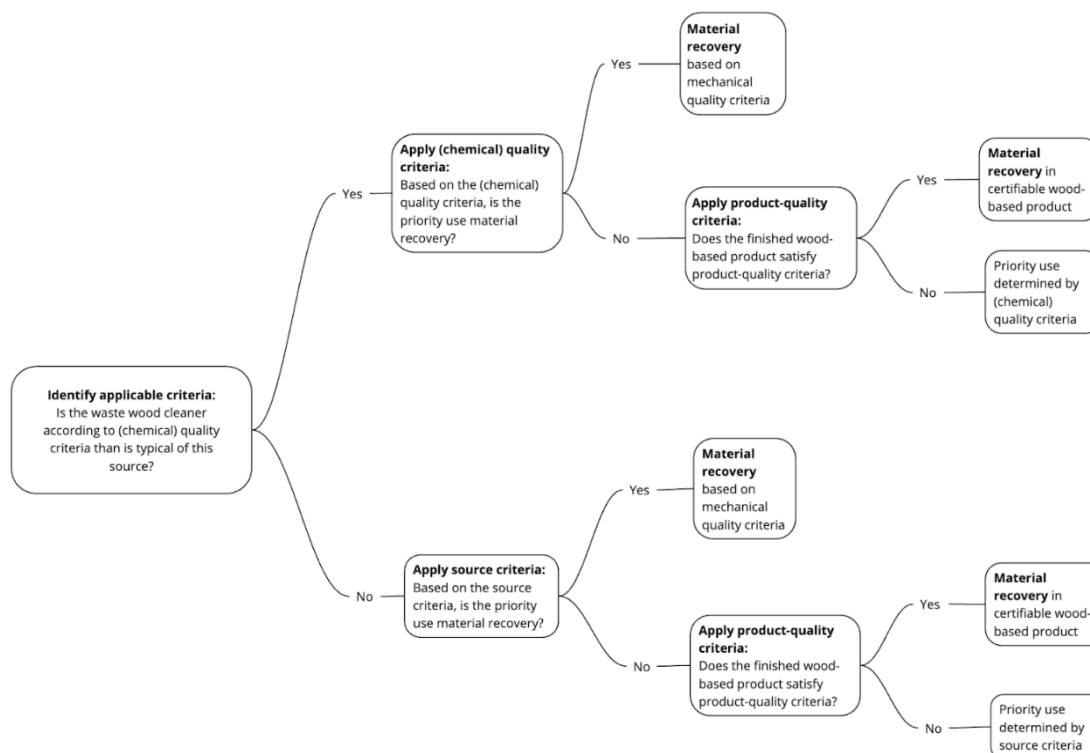 Identify applicable criteria:
Is the waste wood cleaner
according to (chemical) quality
criteria than is typical of this
source?
Yes
Apply (chemical) quality
criteria:
Based on the (chemical)
quality criteria, is the
priority use material
recovery?
Yes
Material
recovery
based on
mechanical
quality criteria
No
Apply product-quality
criteria:
Does the finished wood-
based product satisfy
product-quality criteria?
Yes
Material
recovery in
certifiable wood-
based product
No
Priority use
determined by
(chemical)
quality criteria
No
Apply source criteria:
Based on the source
criteria, is the priority
use material recovery?
Yes
Material
recovery
based on
mechanical
quality criteria
No
Apply product-quality
criteria:
Does the finished wood-
based product satisfy
product-quality criteria?
Yes
Material
recovery in
certifiable wood-
based product
No
Priority use
determined by
source criteria